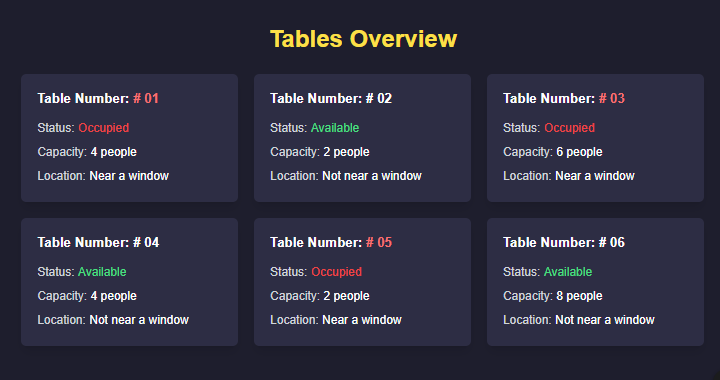 Tables Overview
Table Number: # 01
Status: Occupied
Capacity: 4 people
Location: Near a window
Table Number: # 02
Status: Available
Capacity: 2 people
Location: Not near a window
Table Number: # 03
Status: Occupied
Capacity: 6 people
Location: Near a window
Table Number: # 04
Status: Available
Capacity: 4 people
Location: Not near a window
Table Number: # 05
Status: Occupied
Capacity: 2 people
Location: Near a window
Table Number: # 06
Status: Available
Capacity: 8 people
Location: Not near a window